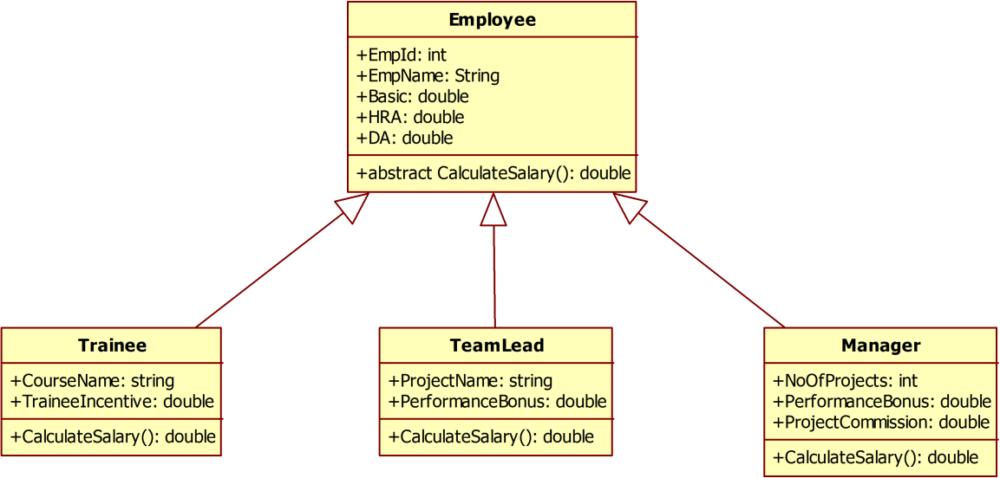 Employee
+EmpId: int
+EmpName: String
+Basic: double
+HRA: double
+DA: double
+abstract CalculateSalary(): double
Trainee
+CourseName: string
+TraineeIncentive: double
+CalculateSalary(): double
TeamLead
+ProjectName: string
+PerformanceBonus: double
+CalculateSalary(): double
Manager
+NoOfProjects: int
+PerformanceBonus: double
+ProjectCommission: double
+CalculateSalary(): double